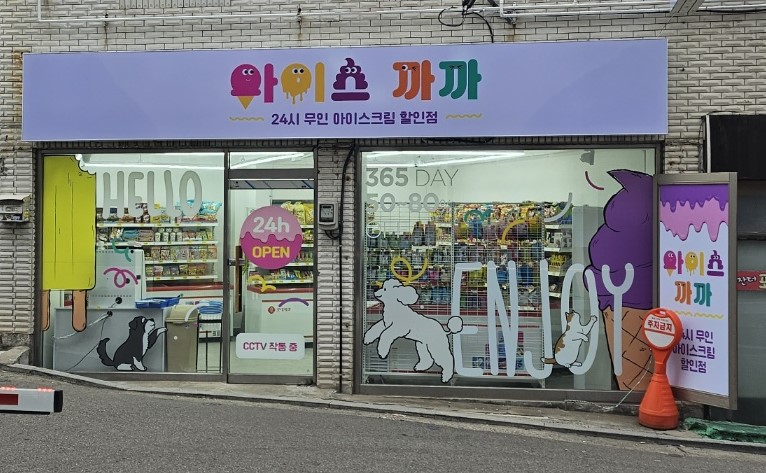 아이스 까까
24시 무인 아이스크림 할인점
HELLO
24h
OPEN
CCTV 작동 중
365 DAY
ENJOY
아이스
까까
24시 무인
아이스크림
할인점
주차금지